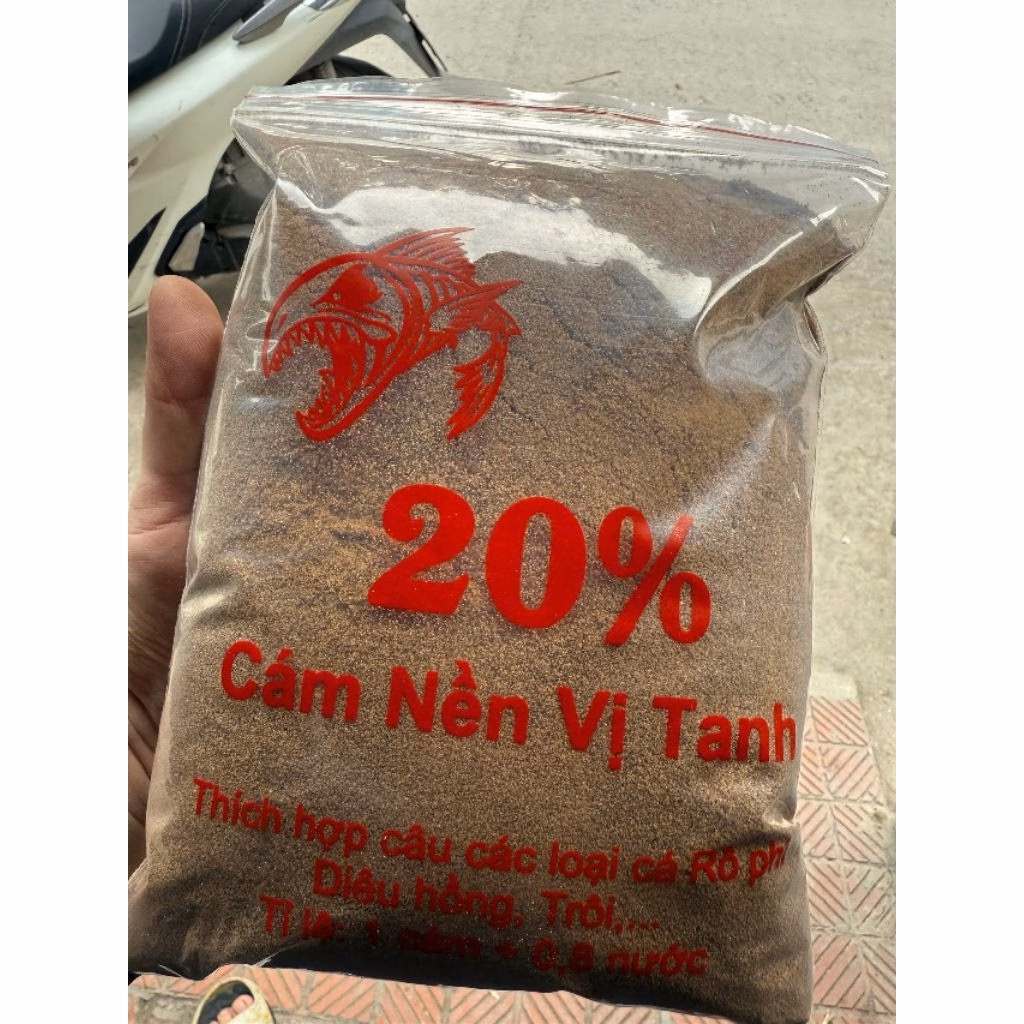 20%
Cám Nền Vị Tanh
Thích hợp câu các loại cá Rô phi
Diêu hồng, Trôi,...
Tỉ lệ: 1 cám + 0,8 nước